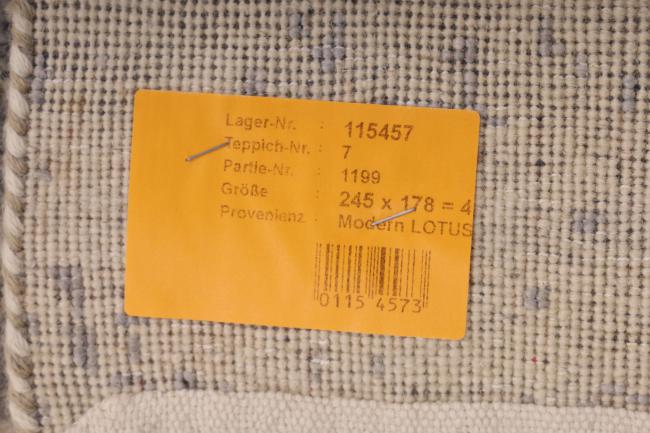 Lager-Nr. : 115457
Teppich-Nr. : 7
Partie-Nr. : 1199
Größe : 245 x 178 = 4
Provenienz : Modern LOTUS
0115 4573